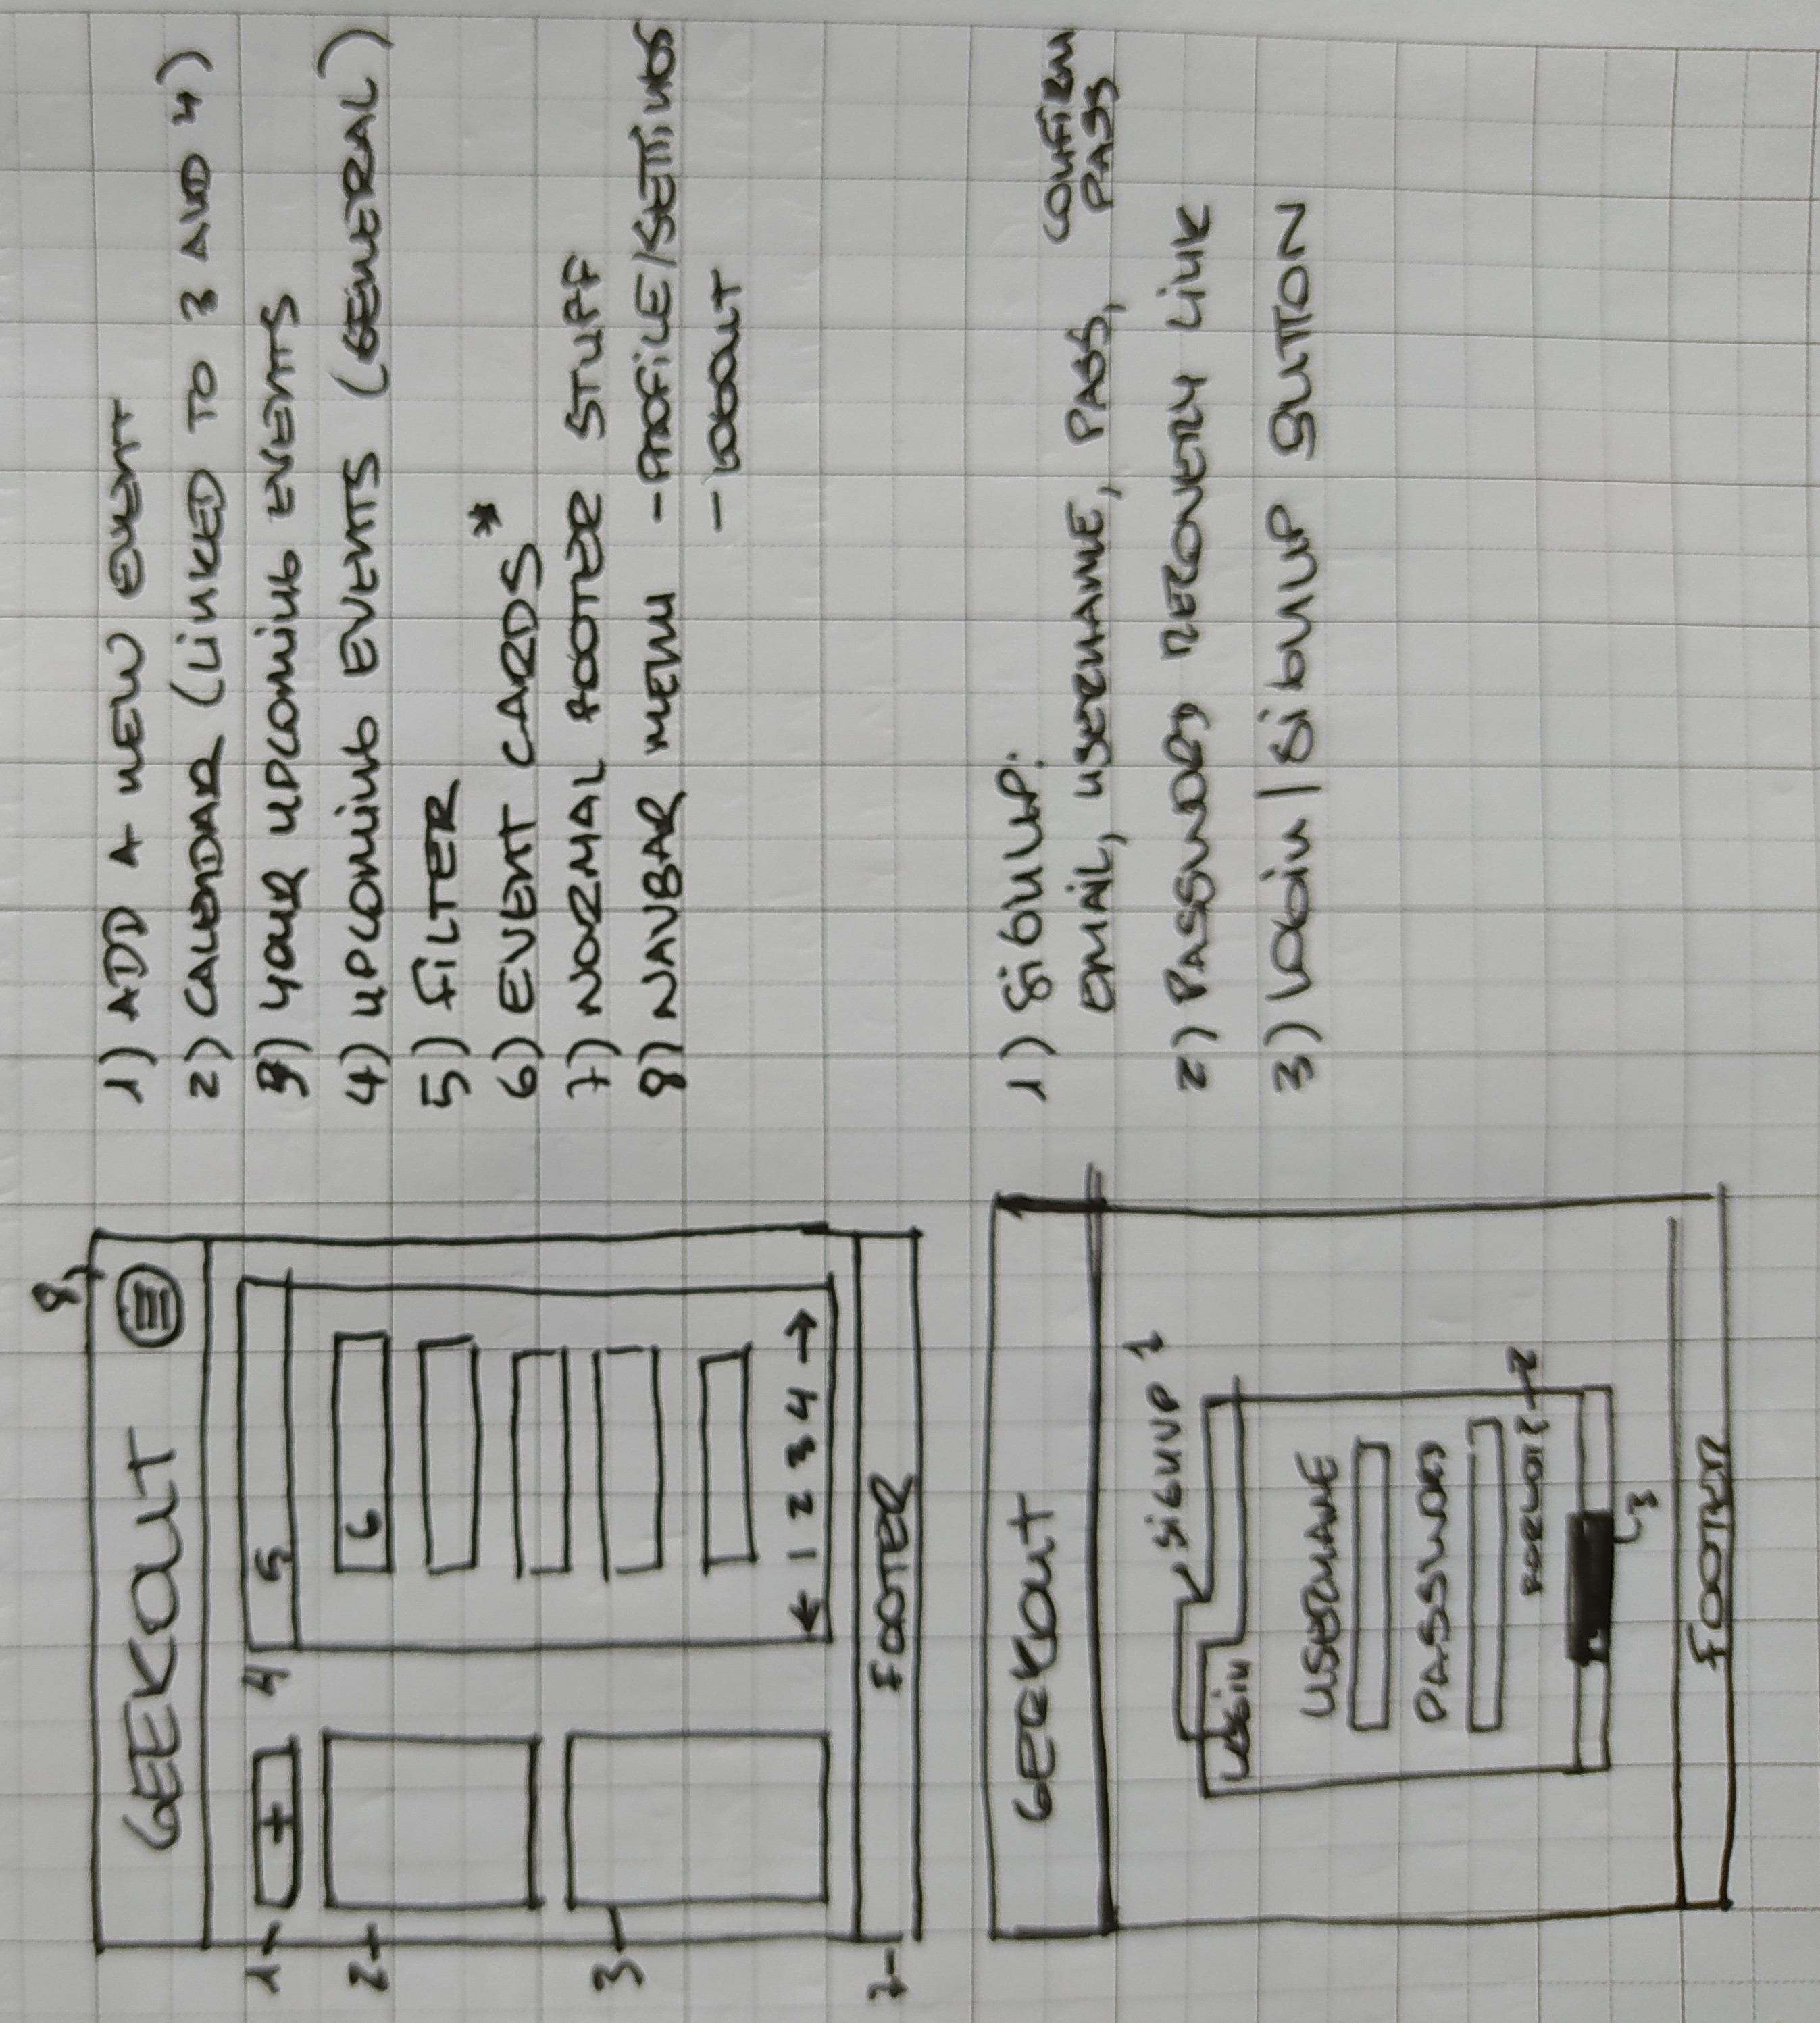 8
GEEKOUT
1
+
4
5
2
6
3
← 1 2 3 4 →
7
FOOTER
1) ADD A NEW EVENT
2) CALENDAR (LINKED TO 3 AND 4)
3) YOUR UPCOMING EVENTS
4) UPCOMING EVENTS (GENERAL)
5) FILTER
6) EVENT CARDS*
7) NORMAL FOOTER STUFF
8) NAVBAR MENU - PROFILE/SETTINGS
- LOGOUT
GEEKOUT
SIGNUP 1
LOGIN
USERNAME
PASSWORD
FORGOT? 2
3
FOOTER
1) SIGNUP:
EMAIL, USERNAME, PASS, CONFIRM
PASS
2) PASSWORD RECOVERY LINK
3) LOGIN / SIGNUP BUTTON